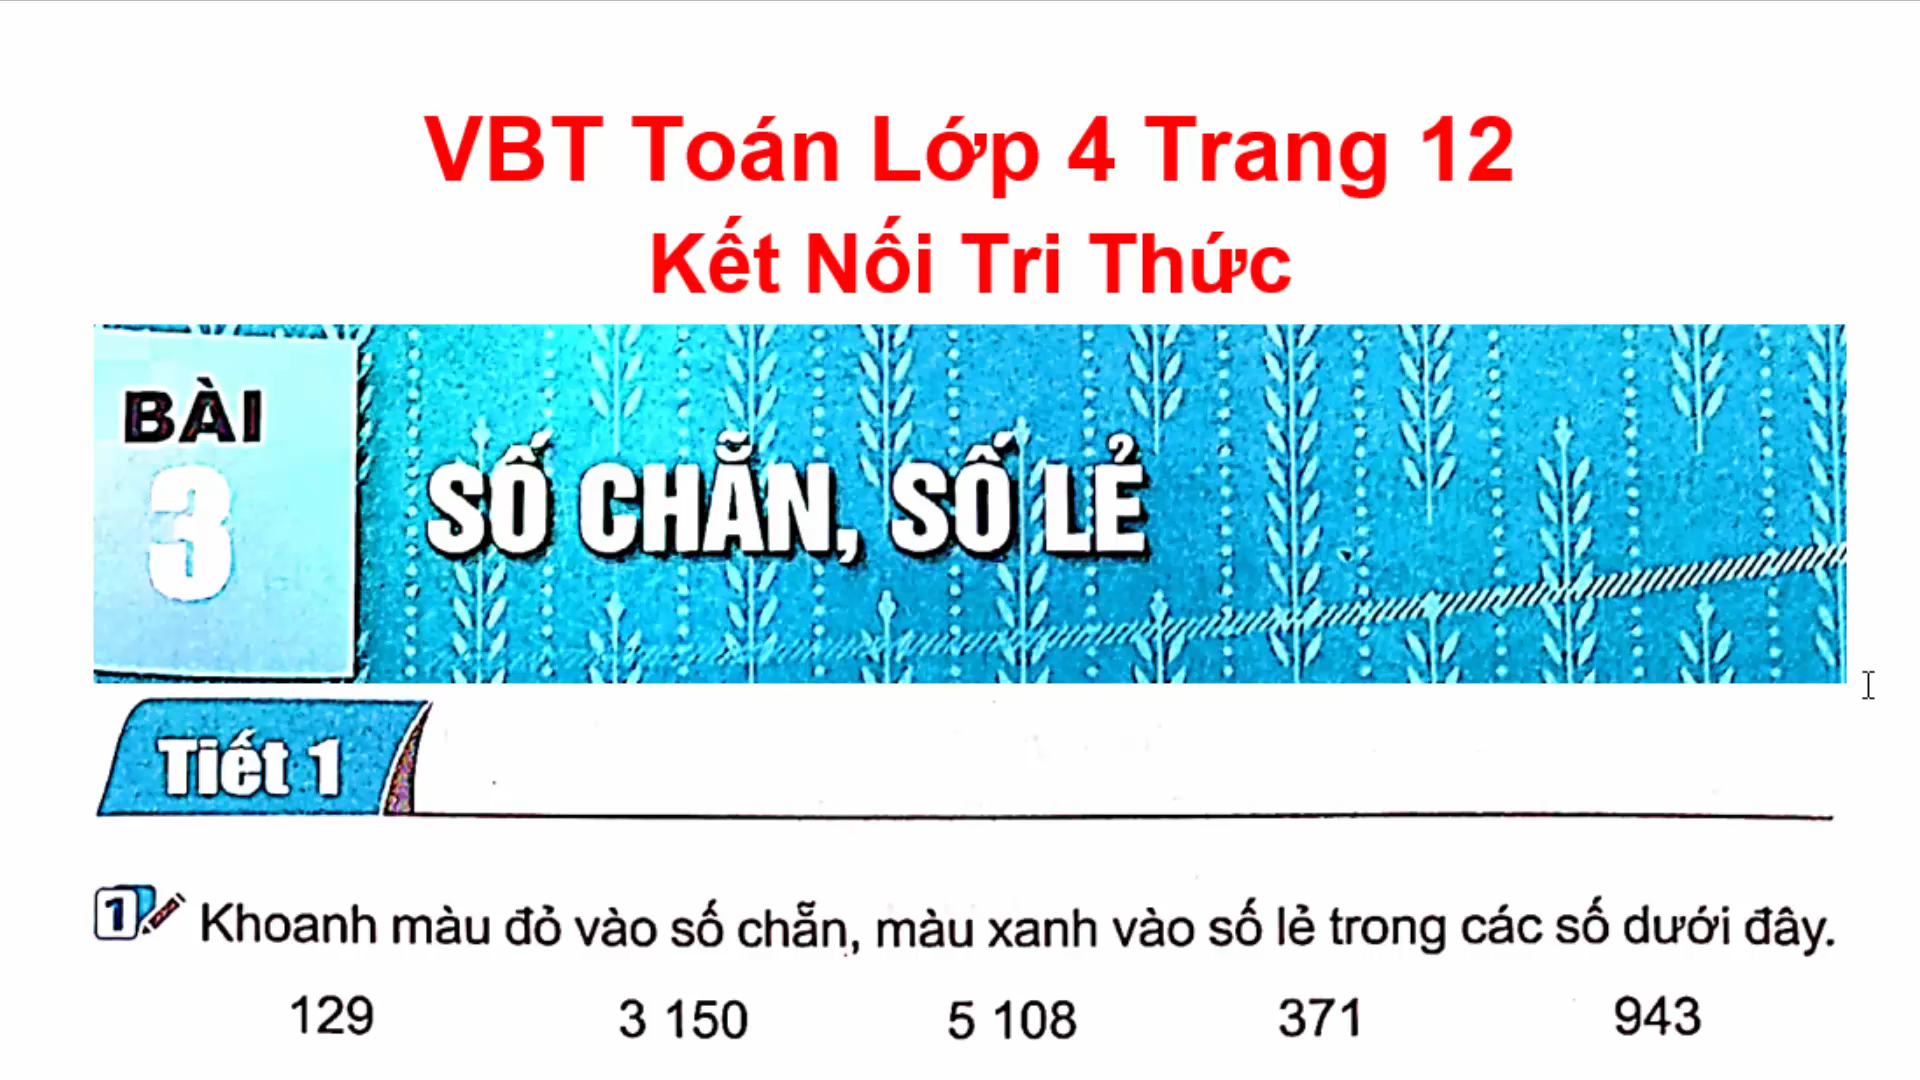 VBT Toán Lớp 4 Trang 12
Kết Nối Tri Thức
BÀI
3
SỐ CHẴN, SỐ LẺ
Tiết 1
1 Khoanh màu đỏ vào số chẵn, màu xanh vào số lẻ trong các số dưới đây.
129 3 150 5 108 371 943